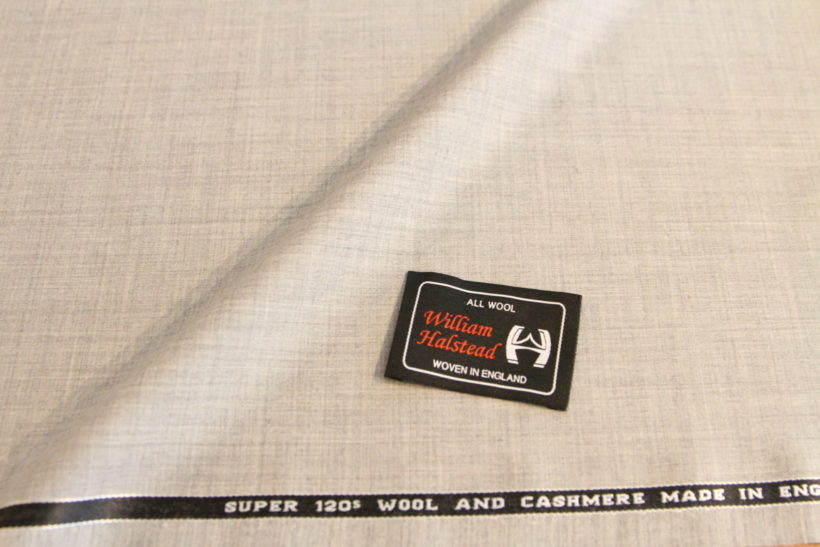 ALL WOOL
William
Halstead
WOVEN IN ENGLAND
SUPER 120s WOOL AND CASHMERE MADE IN ENG